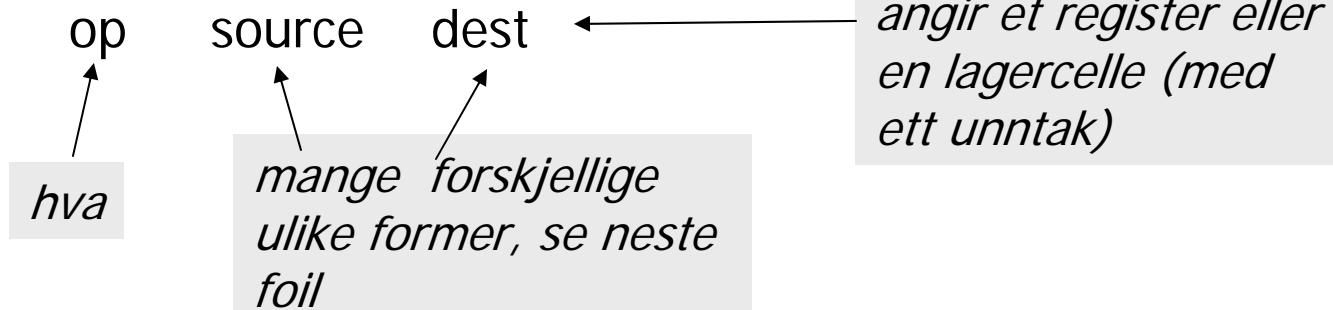 op source dest
angir et register eller
en lagercelle (med
ett unntak)
hva
mange forskjellige
ulike former, se neste
foil